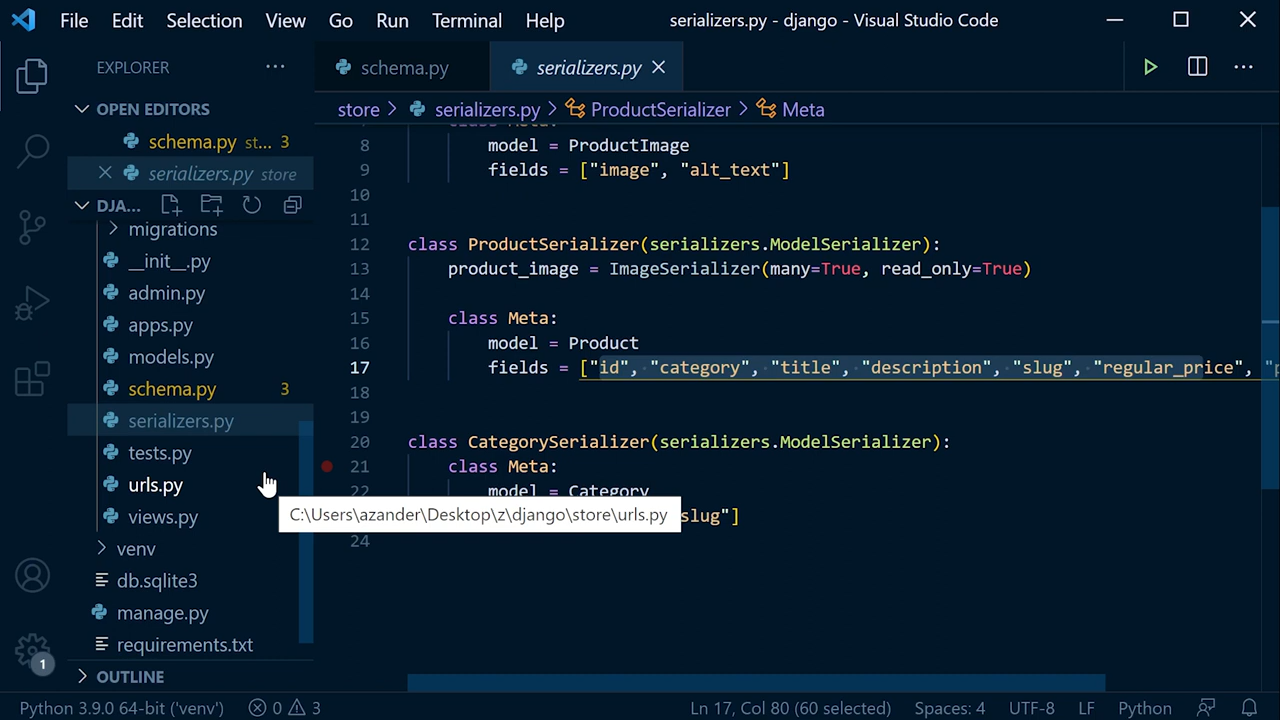 File Edit Selection View Go Run Terminal Help serializers.py - django - Visual Studio Code
EXPLORER
OPEN EDITORS
schema.py st... 3
serializers.py store
DJA...
migrations
__init__.py
admin.py
apps.py
models.py
schema.py 3
serializers.py
tests.py
urls.py
views.py
venv
db.sqlite3
manage.py
requirements.txt
OUTLINE
1
schema.py serializers.py
store > serializers.py > ProductSerializer > Meta
8 model = ProductImage
9 fields = ["image", "alt_text"]
10
11
12 class ProductSerializer(serializers.ModelSerializer):
13 product_image = ImageSerializer(many=True, read_only=True)
14
15 class Meta:
16 model = Product
17 fields = ["id", "category", "title", "description", "slug", "regular_price", "
18
19
20 class CategorySerializer(serializers.ModelSerializer):
21 class Meta:
22 model = Category
slug"]
24
C:\Users\azander\Desktop\z\django\store\urls.py
Python 3.9.0 64-bit ('venv') 0 3 Ln 17, Col 80 (60 selected) Spaces: 4 UTF-8 LF Python